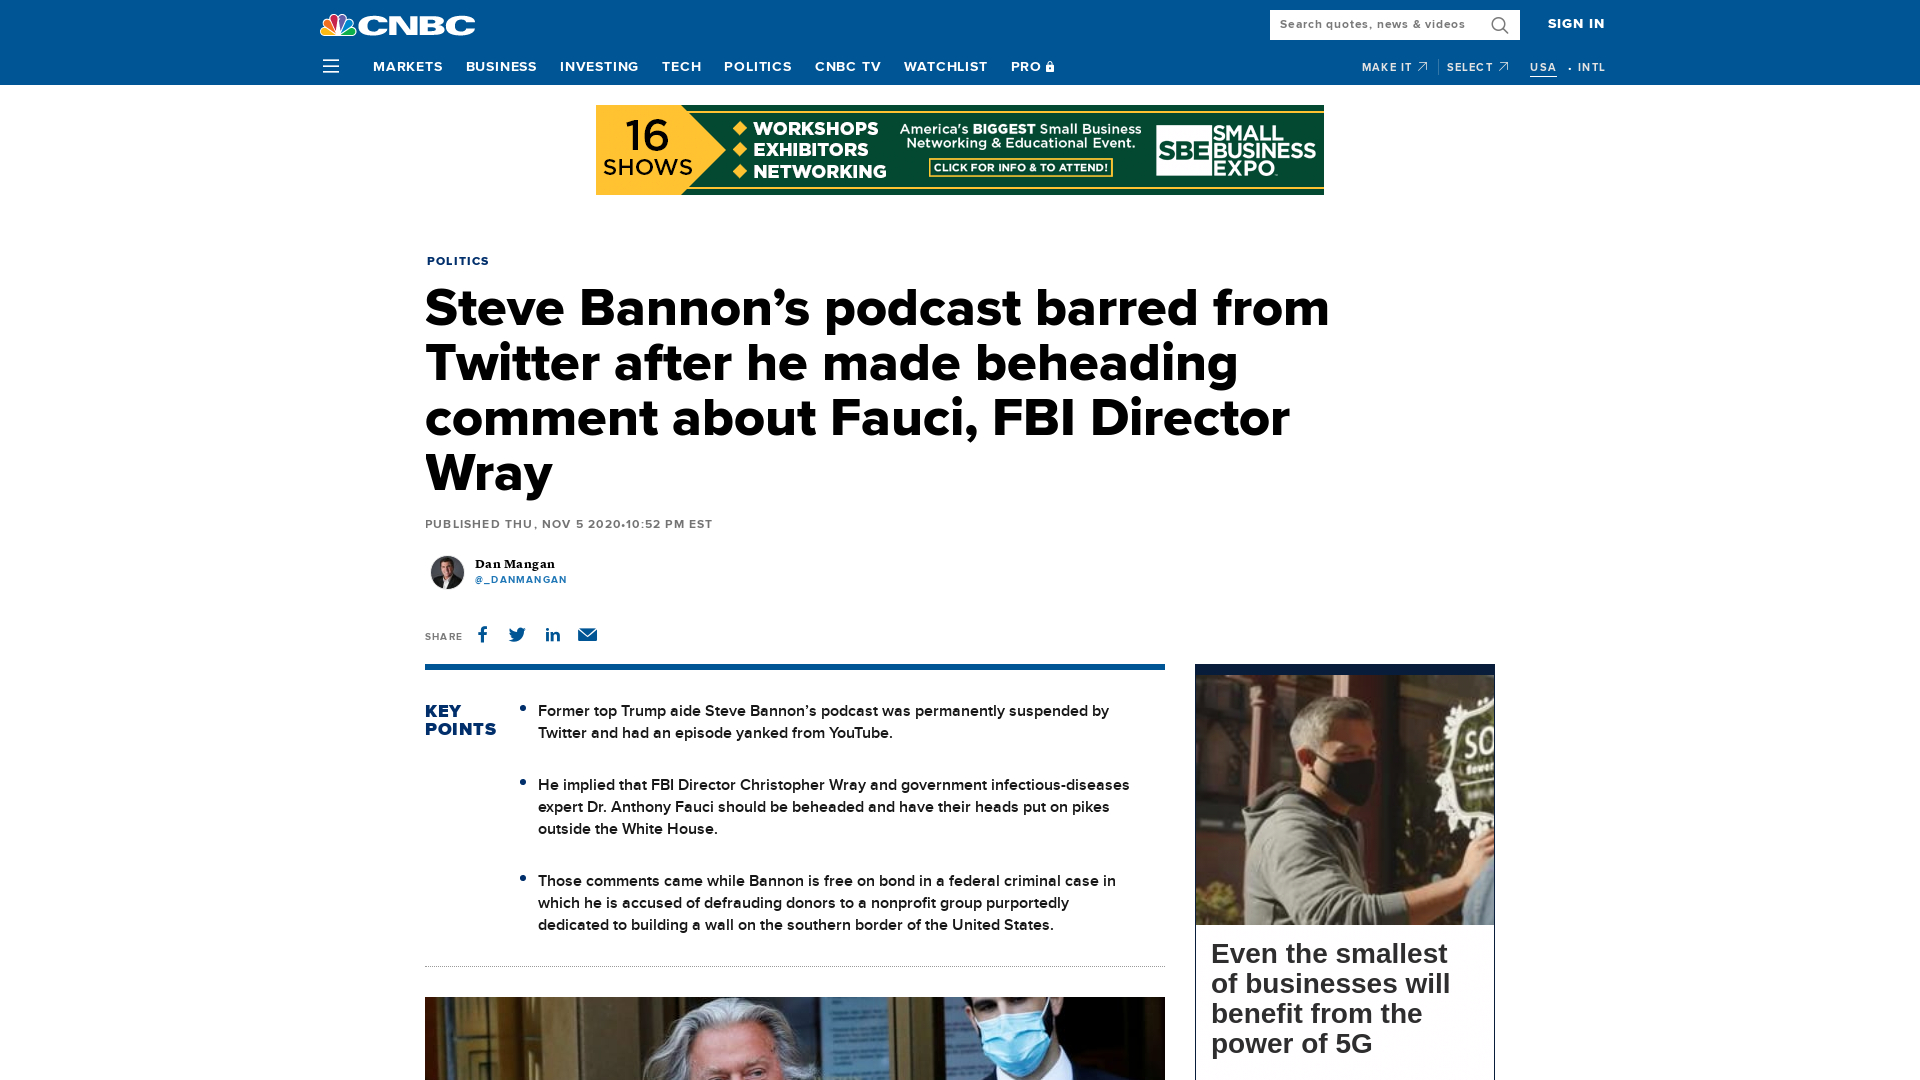 CNBC
Search quotes, news & videos
SIGN IN
MARKETS BUSINESS INVESTING TECH POLITICS CNBC TV WATCHLIST PRO
MAKE IT SELECT USA • INTL
16
SHOWS
WORKSHOPS
EXHIBITORS
NETWORKING
America's BIGGEST Small Business
Networking & Educational Event.
CLICK FOR INFO & TO ATTEND!
SBE
SMALL
BUSINESS
EXPO
POLITICS
Steve Bannon’s podcast barred from
Twitter after he made beheading
comment about Fauci, FBI Director
Wray
PUBLISHED THU, NOV 5 2020•10:52 PM EST
Dan Mangan
@_DANMANGAN
SHARE
KEY
POINTS
Former top Trump aide Steve Bannon’s podcast was permanently suspended by
Twitter and had an episode yanked from YouTube.
He implied that FBI Director Christopher Wray and government infectious-diseases
expert Dr. Anthony Fauci should be beheaded and have their heads put on pikes
outside the White House.
Those comments came while Bannon is free on bond in a federal criminal case in
which he is accused of defrauding donors to a nonprofit group purportedly
dedicated to building a wall on the southern border of the United States.
SO
flower
Even the smallest
of businesses will
benefit from the
power of 5G